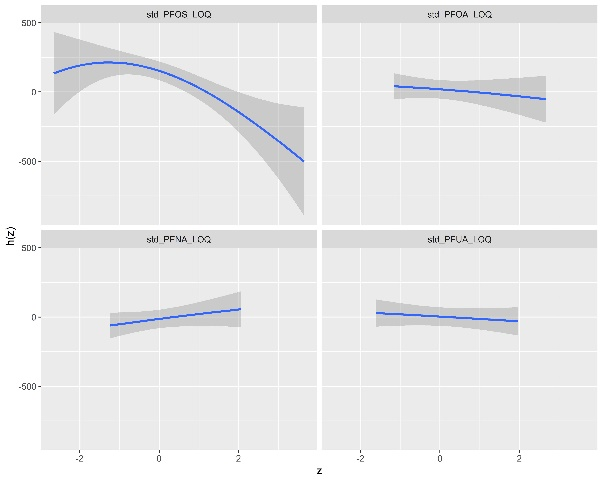 std_PFOS_LOQ
std_PFOA_LOQ
500
0
-500
std_PFNA_LOQ
std_PFUA_LOQ
500
0
-500
h(z)
-2
0
2
-2
0
2
z